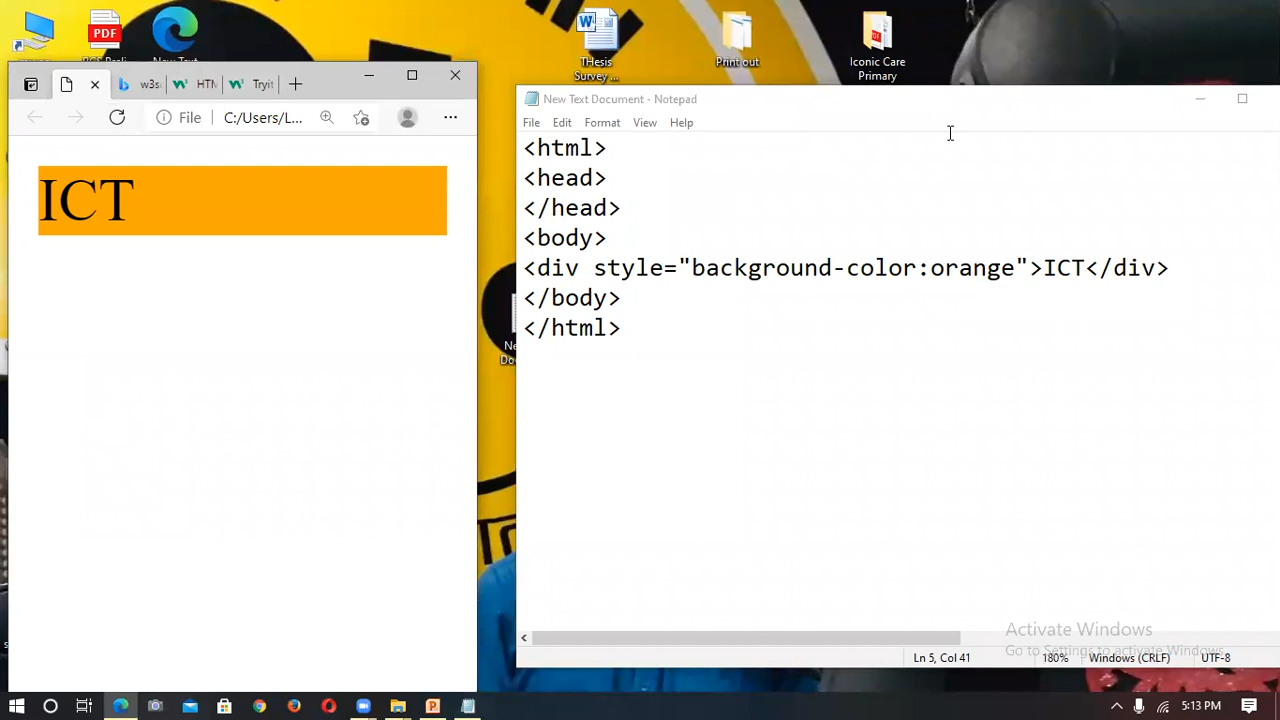 PDF
New Text
THesis
Survey ...
Print out
Iconic Care
Primary
w3s
HTM
Tryit
File
C:/Users/L...
ICT
New Text Document - Notepad
File Edit Format View Help
<html>
<head>
</head>
<body>
<div style="background-color:orange">ICT</div>
</body>
</html>
Activate Windows
Go to Settings to activate Windows.
Ln 5, Col 41
180%
Windows (CRLF)
UTF-8
5:13 PM